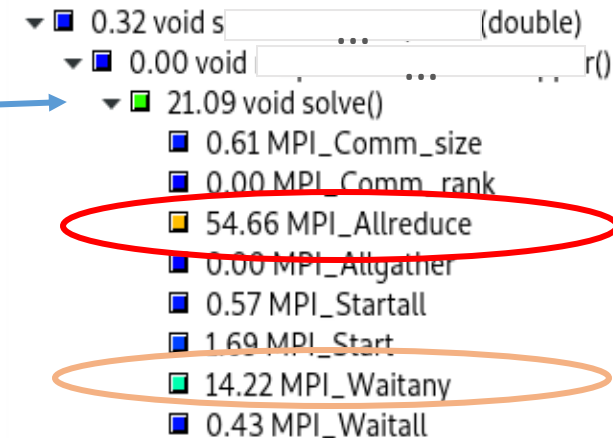 0.32 void s ... (double)
0.00 void ... r()
21.09 void solve()
0.61 MPI_Comm_size
0.00 MPI_Comm_rank
54.66 MPI_Allreduce
0.00 MPI_Allgather
0.57 MPI_Startall
1.69 MPI_Start
14.22 MPI_Waitany
0.43 MPI_Waitall